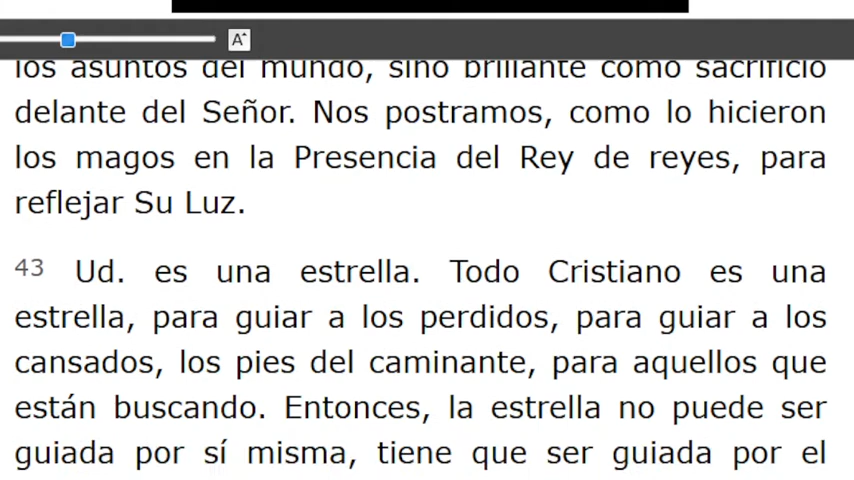 A
los asuntos del mundo, sino brillante como sacrificio
delante del Señor. Nos postramos, como lo hicieron
los magos en la Presencia del Rey de reyes, para
reflejar Su Luz.
43 Ud. es una estrella. Todo Cristiano es una
estrella, para guiar a los perdidos, para guiar a los
cansados, los pies del caminante, para aquellos que
están buscando. Entonces, la estrella no puede ser
guiada por sí misma, tiene que ser guiada por el